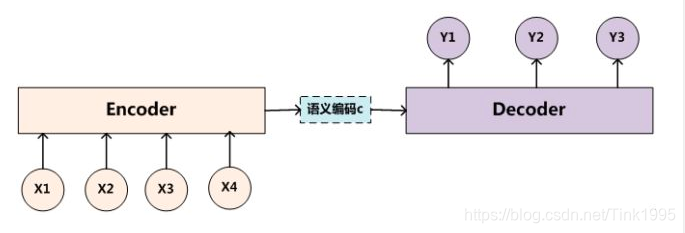 Y1
Y2
Y3
Encoder
语义编码c
Decoder
X1
X2
X3
X4
https://blog.csdn.net/Tink1995